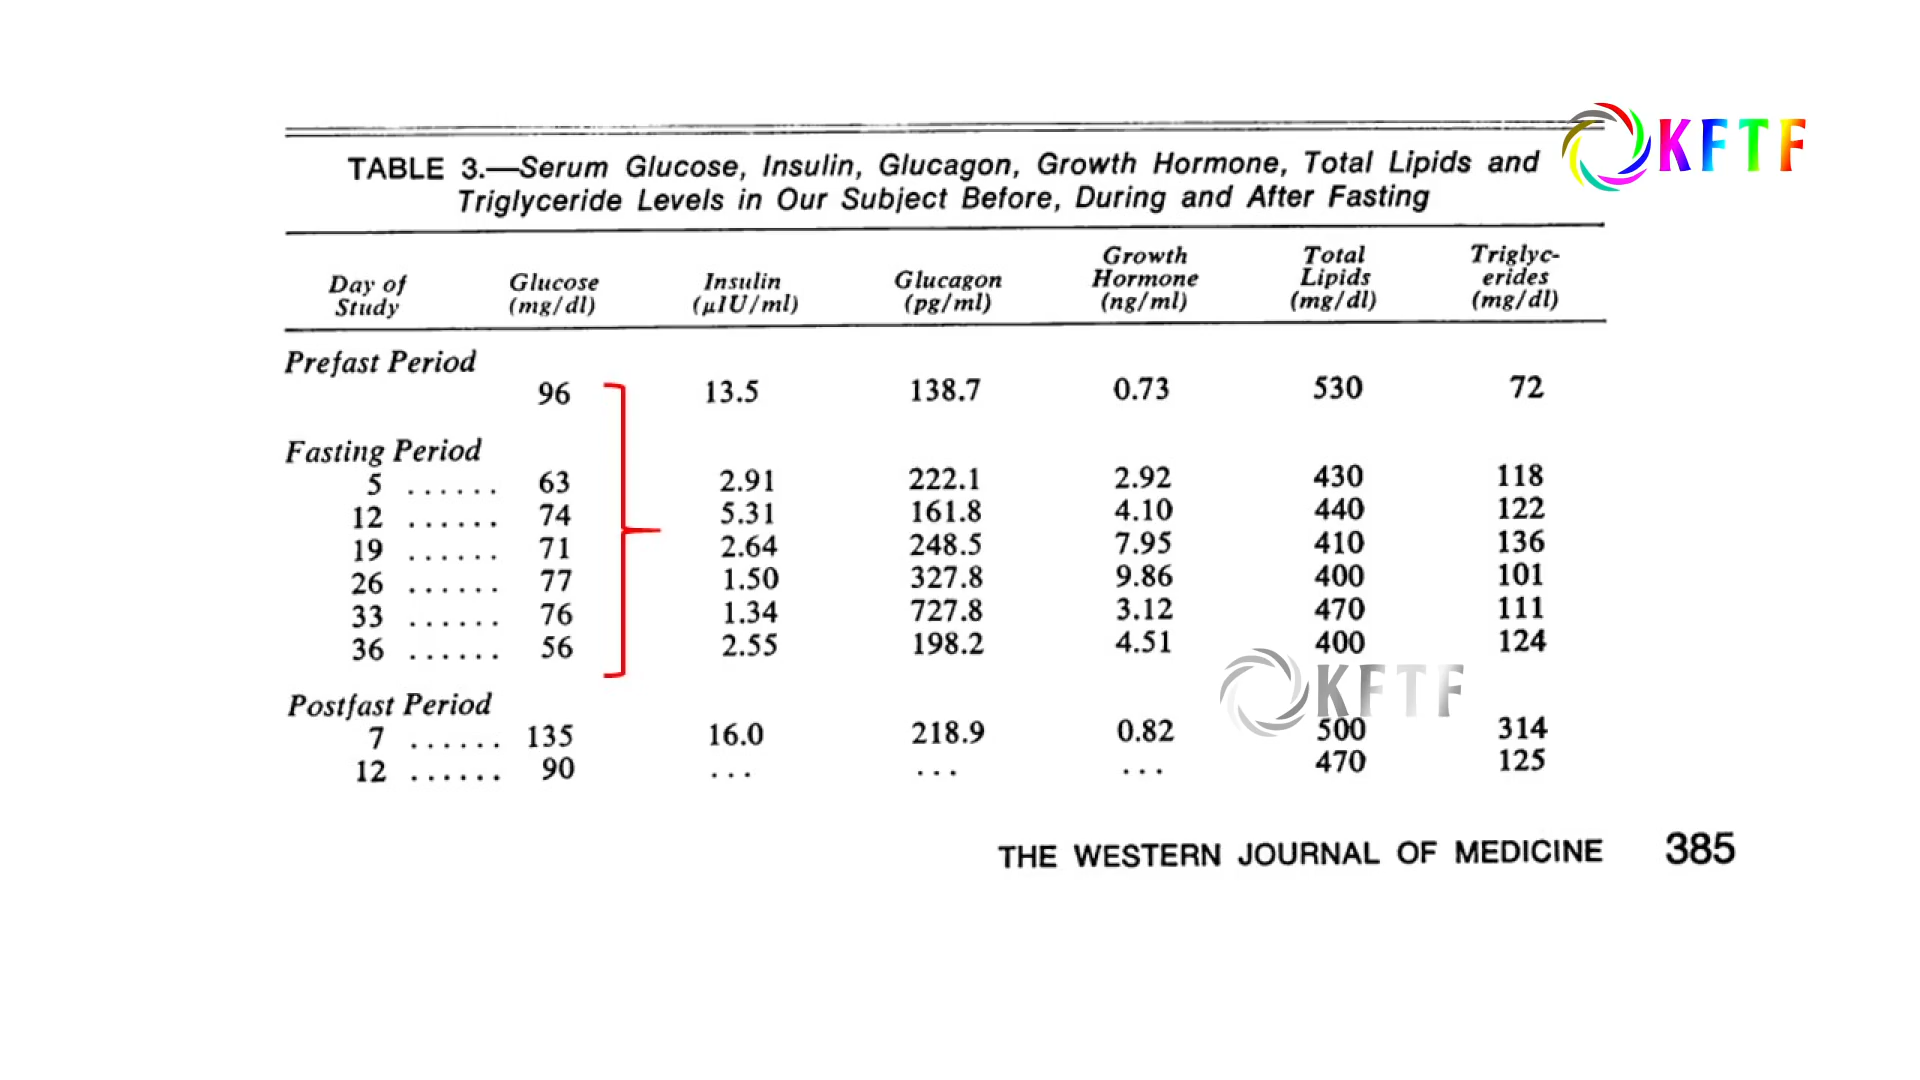 KFTF
TABLE 3.—Serum Glucose, Insulin, Glucagon, Growth Hormone, Total Lipids and
Triglyceride Levels in Our Subject Before, During and After Fasting
Day of Study Glucose (mg/dl) Insulin (µIU/ml) Glucagon (pg/ml) Growth Hormone (ng/ml) Total Lipids (mg/dl) Triglyc-erides (mg/dl)
Prefast Period
96 13.5 138.7 0.73 530 72
Fasting Period
5 ...... 63 2.91 222.1 2.92 430 118
12 ...... 74 5.31 161.8 4.10 440 122
19 ...... 71 2.64 248.5 7.95 410 136
26 ...... 77 1.50 327.8 9.86 400 101
33 ...... 76 1.34 727.8 3.12 470 111
36 ...... 56 2.55 198.2 4.51 400 124
KFTF
Postfast Period
7 ...... 135 16.0 218.9 0.82 500 314
12 ...... 90 ... ... ... 470 125
THE WESTERN JOURNAL OF MEDICINE 385